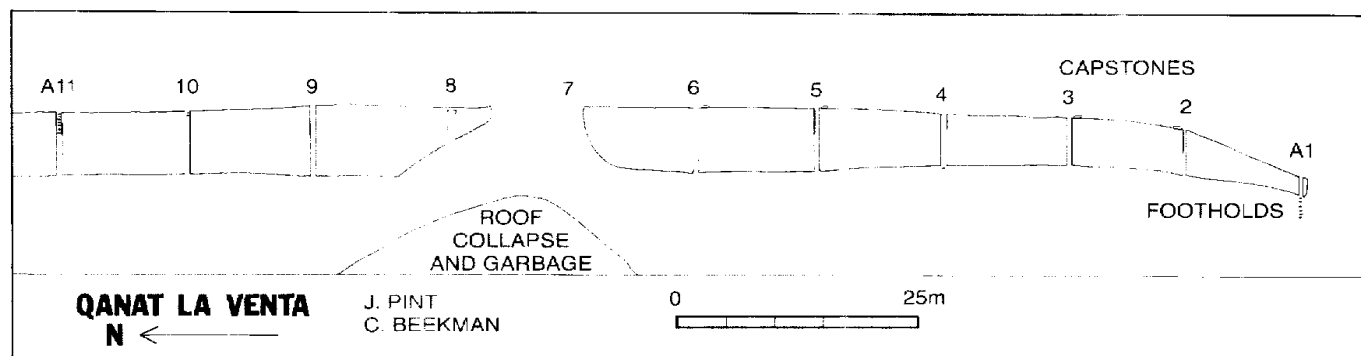 CAPSTONES
A11 10 9 8 7 6 5 4 3 2 A1
FOOTHOLDS
ROOF
COLLAPSE
AND GARBAGE
QANAT LA VENTA
N
J. PINT
C. BEEKMAN
0 25m